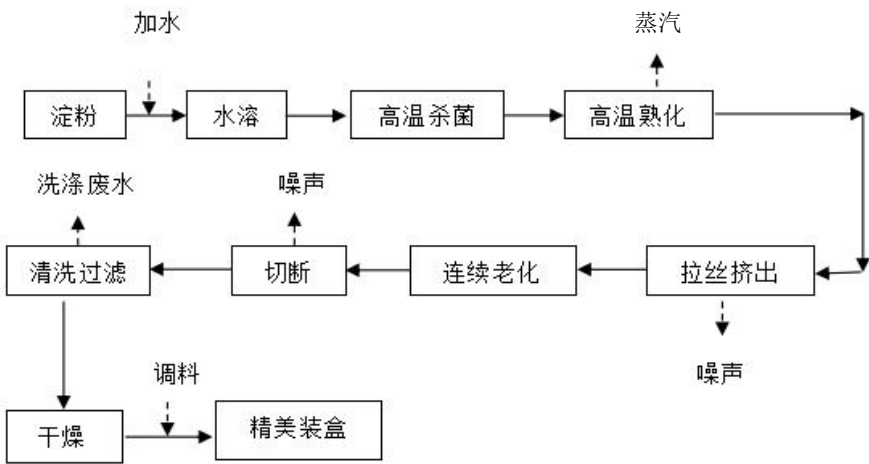 加水
蒸汽
淀粉
水溶
高温杀菌
高温熟化
洗涤废水
噪声
清洗过滤
切断
连续老化
拉丝挤出
噪声
调料
干燥
精美装盒